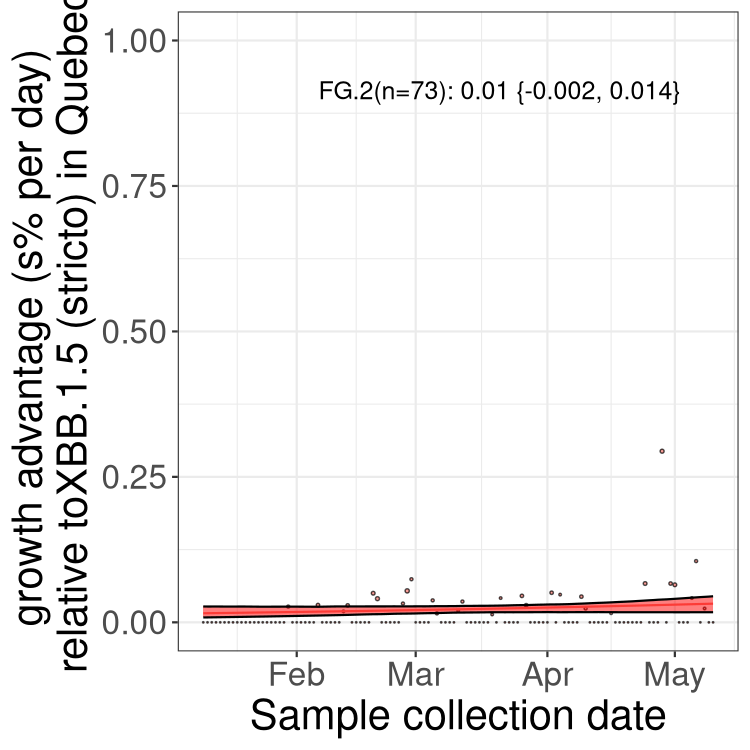 growth advantage (s% per day)
relative toXBB.1.5 (stricto) in Quebec
1.00
0.75
0.50
0.25
0.00
FG.2(n=73): 0.01 {-0.002, 0.014}
Feb Mar Apr May
Sample collection date